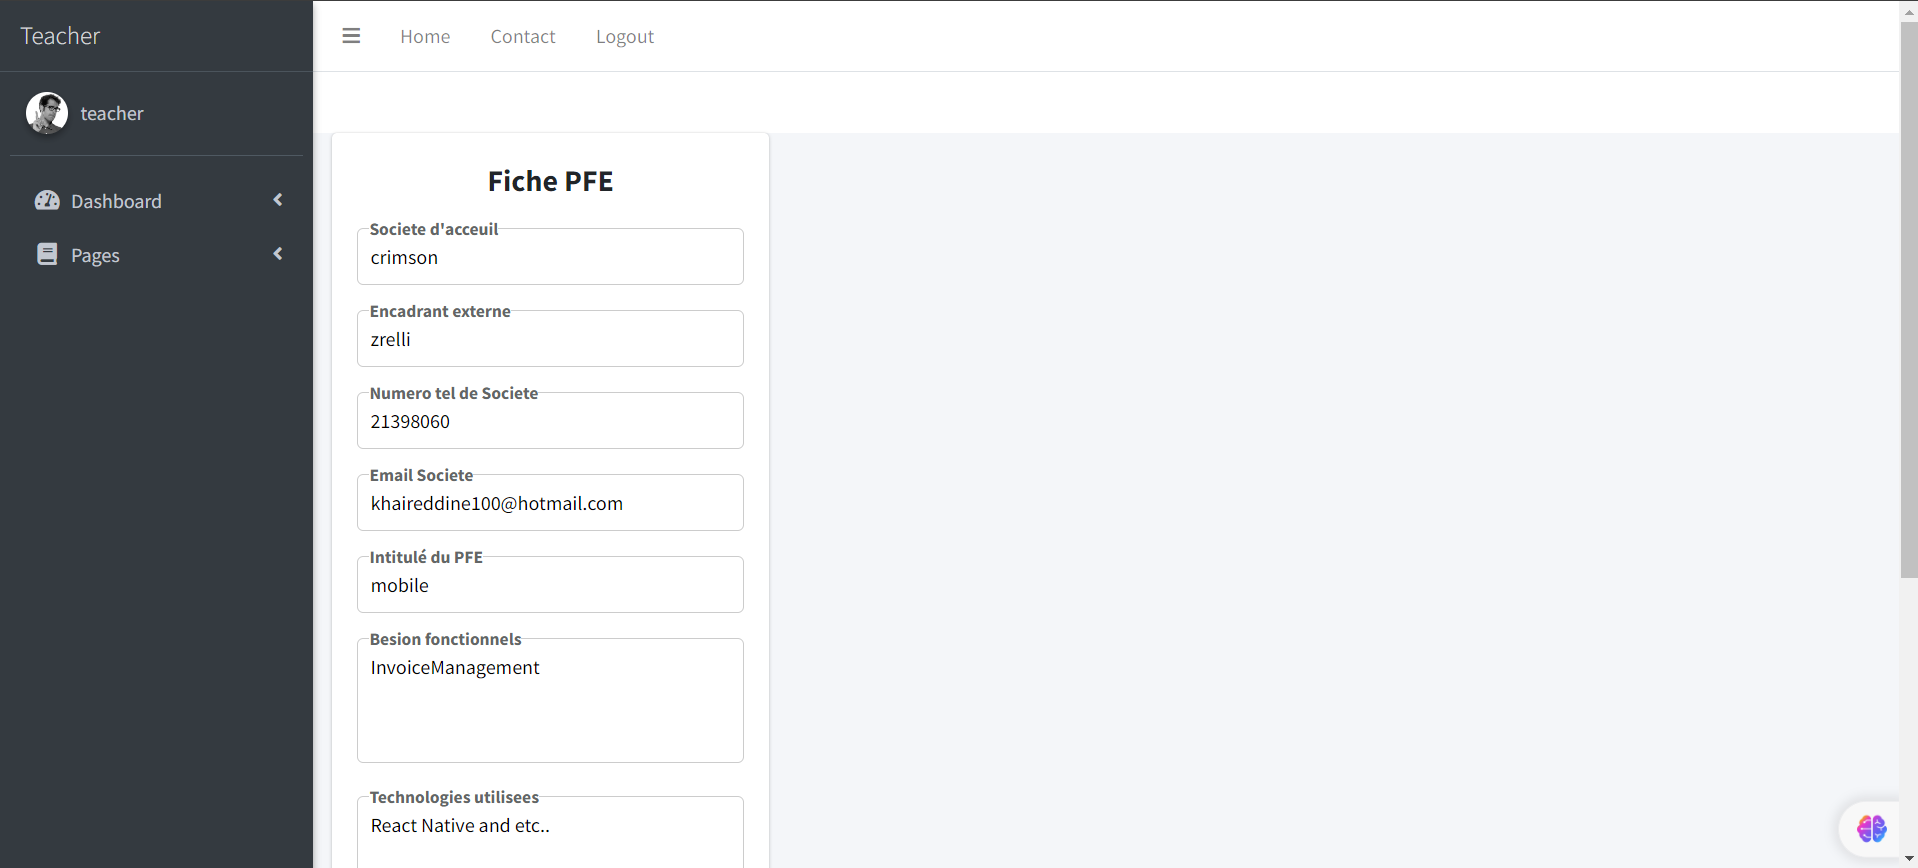 Teacher
Home Contact Logout
teacher
Dashboard
Pages
Fiche PFE
Societe d'acceuil
crimson
Encadrant externe
zrelli
Numero tel de Societe
21398060
Email Societe
khaireddine100@hotmail.com
Intitulé du PFE
mobile
Besion fonctionnels
InvoiceManagement
Technologies utilisees
React Native and etc..